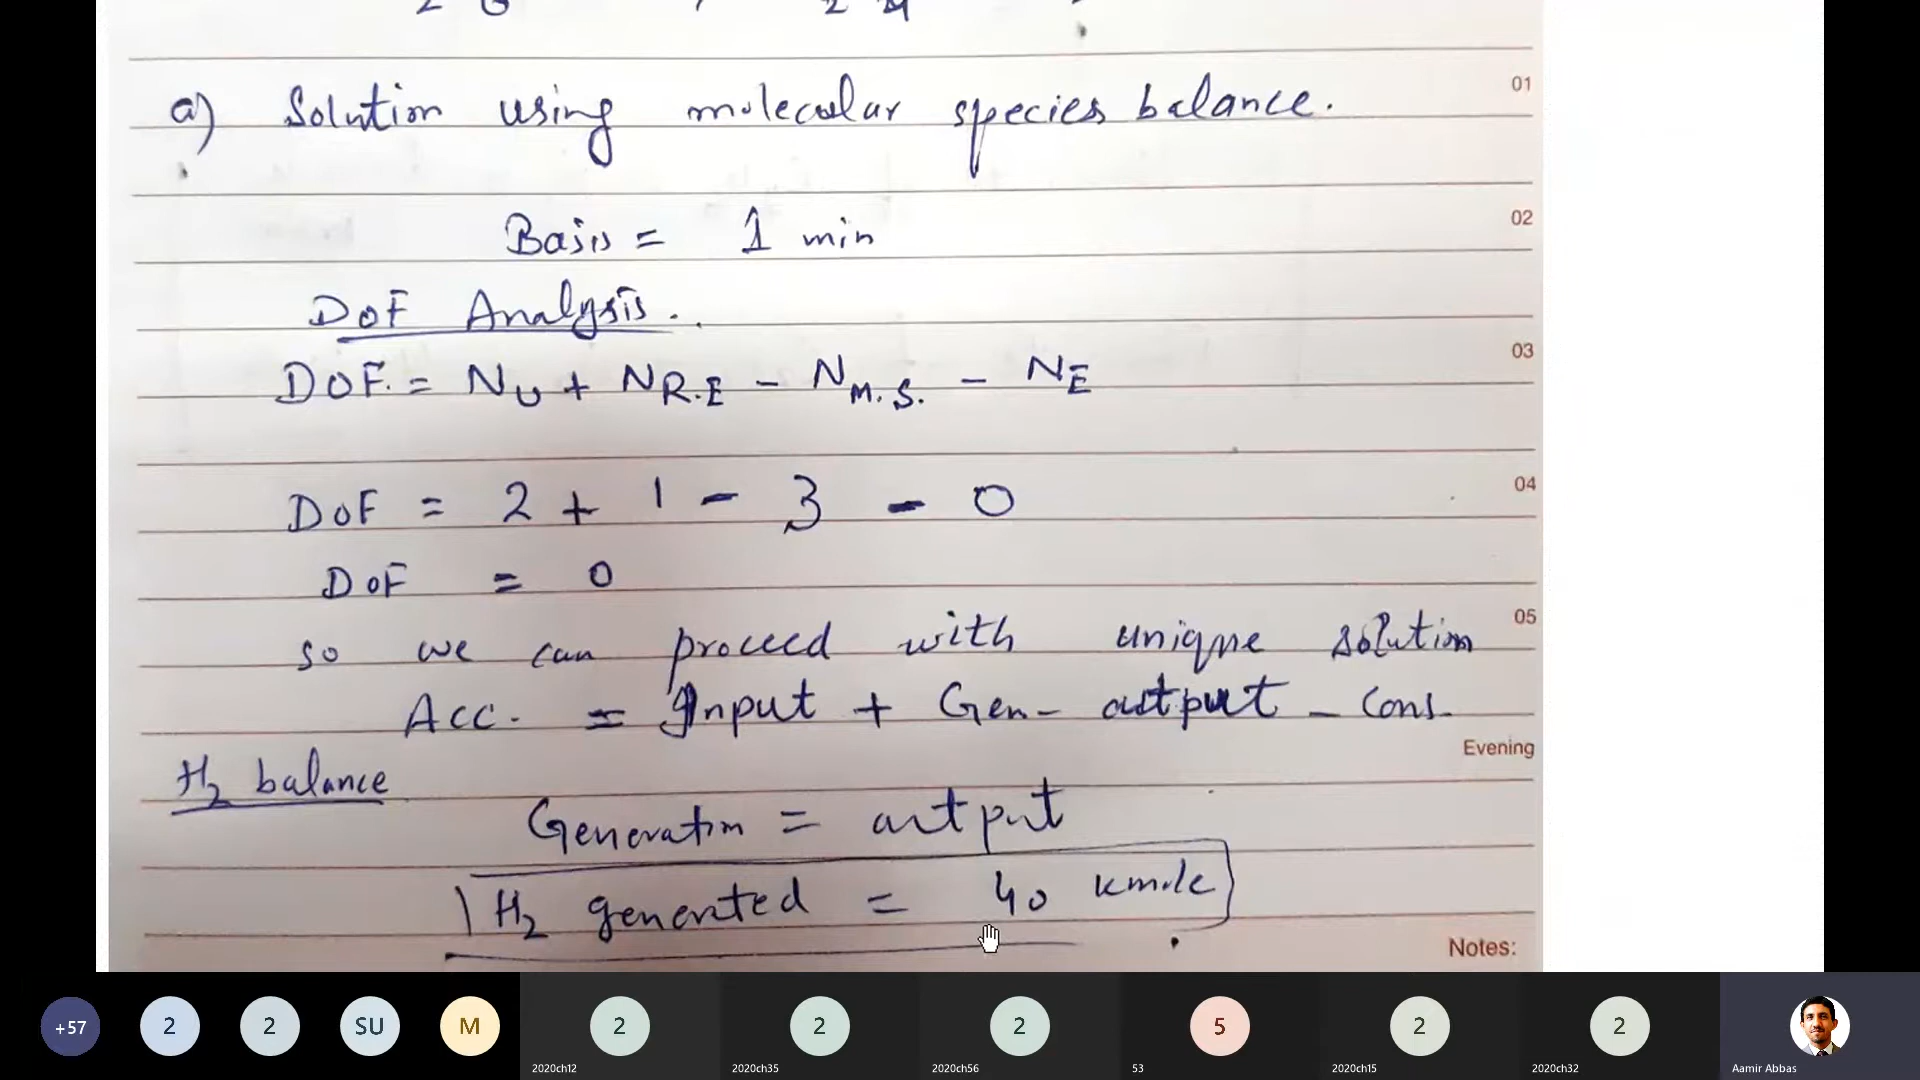 a) Solution using molecular species balance.
01
Basis = 1 min
02
DOF Analysis.
03
DOF. = NU + NR.E - NM.S. - NE
DOF = 2 + 1 - 3 - 0
04
DOF = 0
so we can proceed with unique solution
05
Acc. = Input + Gen - output - Cons.
Evening
H2 balance
Generation = output
H2 generated = 40 kmole
Notes:
+57 2 2 SU M 2 2 2 5 2 2
2020ch12 2020ch35 2020ch56 53 2020ch15 2020ch32 Aamir Abbas